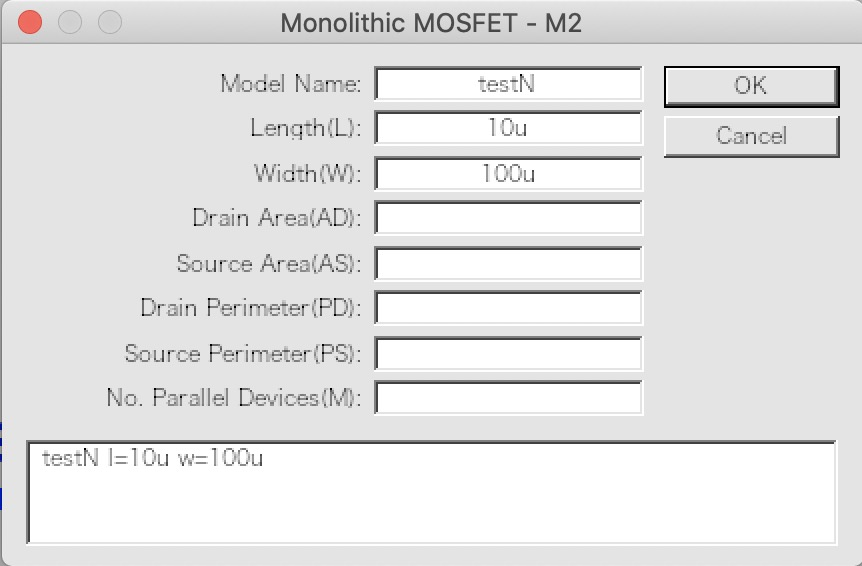 Monolithic MOSFET - M2
Model Name: testN OK
Length(L): 10u
Cancel
Width(W): 100u
Drain Area(AD):
Source Area(AS):
Drain Perimeter(PD):
Source Perimeter(PS):
No. Parallel Devices(M):
testN l=10u w=100u